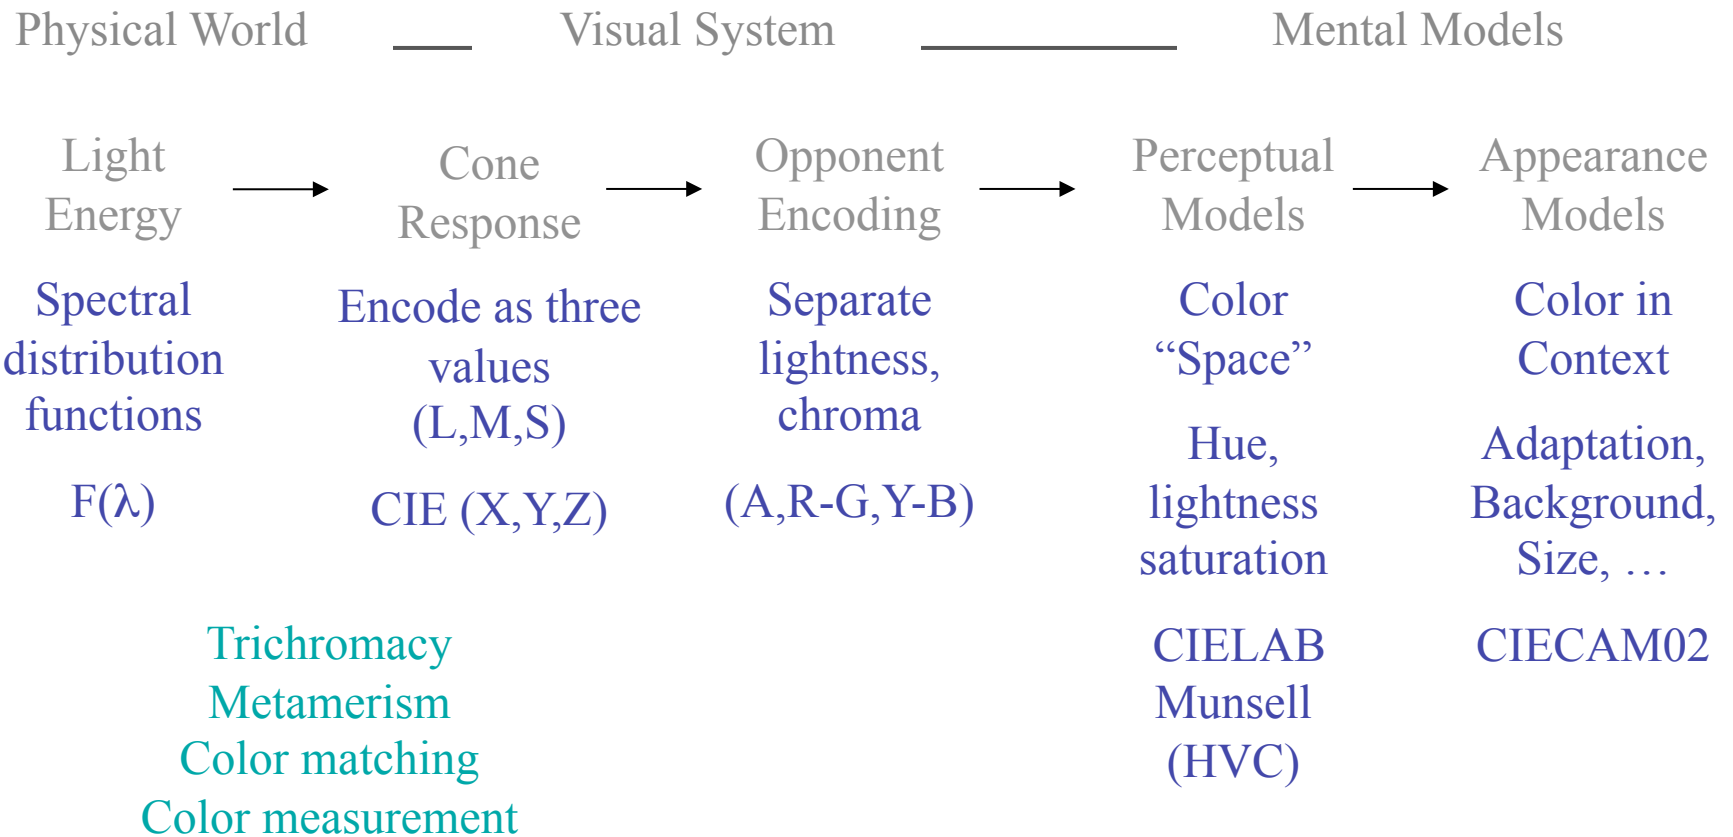 Physical World
Visual System
Mental Models
Light
Energy
Cone
Response
Opponent
Encoding
Perceptual
Models
Appearance
Models
Spectral
distribution
functions
F(λ)
Encode as three
values
(L,M,S)
CIE (X,Y,Z)
Separate
lightness,
chroma
(A,R-G,Y-B)
Color
“Space”
Hue,
lightness
saturation
CIELAB
Munsell
(HVC)
Color in
Context
Adaptation,
Background,
Size, …
CIECAM02
Trichromacy
Metamerism
Color matching
Color measurement